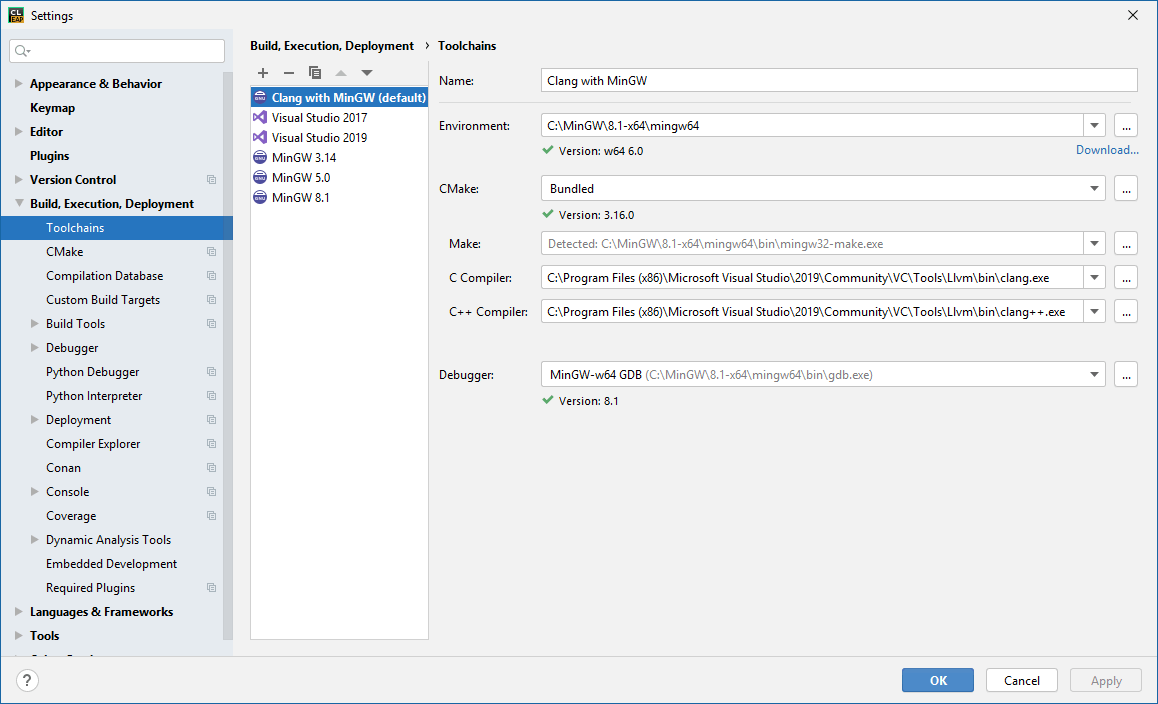 CL
EAP
Settings
Appearance & Behavior
Keymap
Editor
Plugins
Version Control
Build, Execution, Deployment
Toolchains
CMake
Compilation Database
Custom Build Targets
Build Tools
Debugger
Python Debugger
Python Interpreter
Deployment
Compiler Explorer
Conan
Console
Coverage
Dynamic Analysis Tools
Embedded Development
Required Plugins
Languages & Frameworks
Tools
Build, Execution, Deployment › Toolchains
GNU Clang with MinGW (default)
Visual Studio 2017
Visual Studio 2019
GNU MinGW 3.14
GNU MinGW 5.0
GNU MinGW 8.1
Name: Clang with MinGW
Environment: C:\MinGW\8.1-x64\mingw64 ...
Version: w64 6.0 Download...
CMake: Bundled ...
Version: 3.16.0
Make: Detected: C:\MinGW\8.1-x64\mingw64\bin\mingw32-make.exe ...
C Compiler: C:\Program Files (x86)\Microsoft Visual Studio\2019\Community\VC\Tools\Llvm\bin\clang.exe ...
C++ Compiler: C:\Program Files (x86)\Microsoft Visual Studio\2019\Community\VC\Tools\Llvm\bin\clang++.exe ...
Debugger: MinGW-w64 GDB (C:\MinGW\8.1-x64\mingw64\bin\gdb.exe) ...
Version: 8.1
? OK Cancel Apply